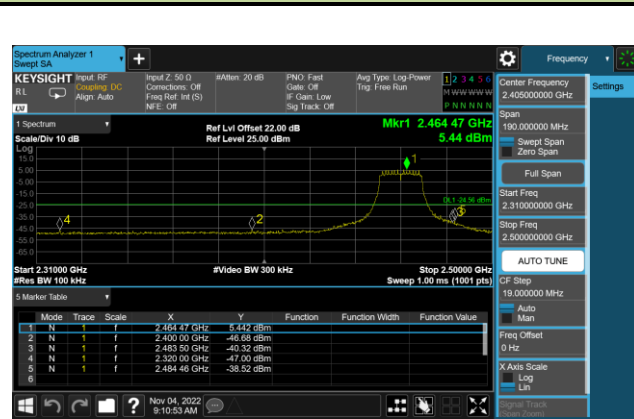 Spectrum Analyzer 1
Swept SA
Frequency
Settings
KEYSIGHT Input: RF
R L
Coupling: DC
Align: Auto
LXI
Input Z: 50 Ω
Corrections: Off
Freq Ref: Int (S)
NFE: Off
#Atten: 20 dB
PNO: Fast
Gate: Off
IF Gain: Low
Sig Track: Off
Avg Type: Log-Power
Trig: Free Run
1 2 3 4 5 6
M W W W W W
P N N N N N
1 Spectrum
Scale/Div 10 dB
Log
Ref Lvl Offset 22.00 dB
Ref Level 25.00 dBm
Mkr1 2.464 47 GHz
5.44 dBm
15.0
5.00
-5.00
-15.0
-25.0
-35.0
-45.0
-55.0
-65.0
1
DL1 -24.56 dBm
4
2
Start 2.31000 GHz
#Res BW 100 kHz
#Video BW 300 kHz
Stop 2.50000 GHz
Sweep 1.00 ms (1001 pts)
5 Marker Table
Mode Trace Scale X Y Function Function Width Function Value
1 N 1 f 2.464 47 GHz 5.442 dBm
2 N 1 f 2.400 00 GHz -46.68 dBm
3 N 1 f 2.483 50 GHz -40.32 dBm
4 N 1 f 2.320 00 GHz -47.00 dBm
5 N 1 f 2.484 46 GHz -38.52 dBm
6
Nov 04, 2022
9:10:53 AM
Center Frequency
2.405000000 GHz
Span
190.000000 MHz
Swept Span
Zero Span
Full Span
Start Freq
2.310000000 GHz
Stop Freq
2.500000000 GHz
AUTO TUNE
CF Step
19.000000 MHz
Auto
Man
Freq Offset
0 Hz
X Axis Scale
Log
Lin
Signal Track
(Span Zoom)